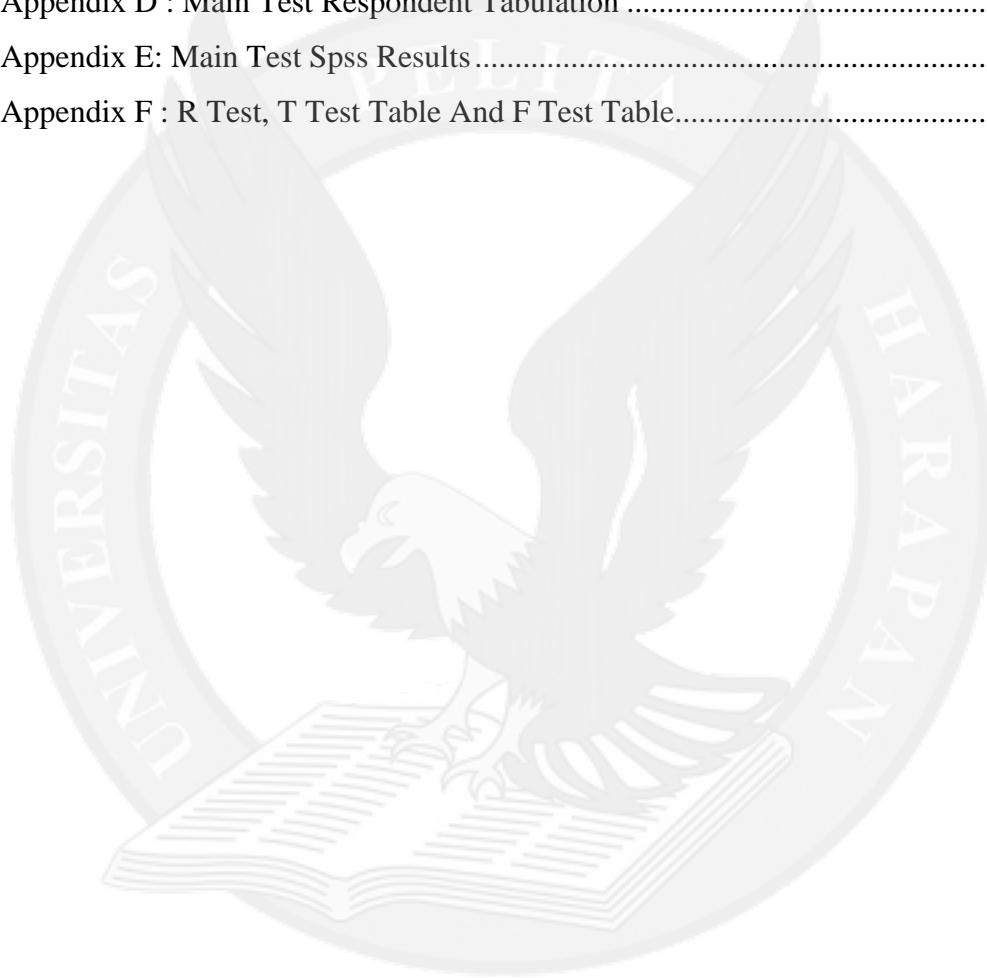 Appendix D : Main Test Respondent Tabulation ........................................
Appendix E: Main Test Spss Results.........................................................
Appendix F : R Test, T Test Table And F Test Table..................................
UNIVERSITAS PELITA HARAPAN